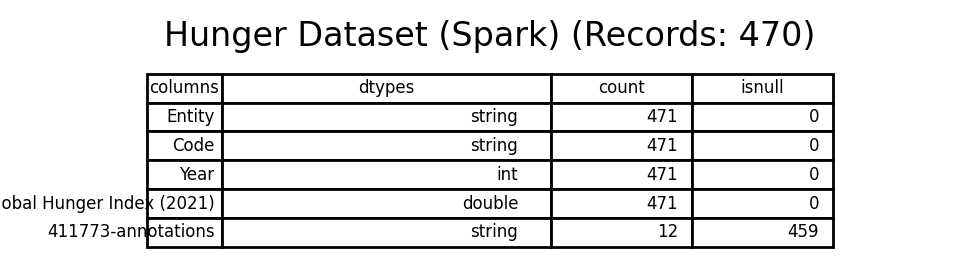 Hunger Dataset (Spark) (Records: 470)
columns dtypes count isnull
Entity string 471 0
Code string 471 0
Year int 471 0
obal Hunger Index (2021) double 471 0
411773-annotations string 12 459